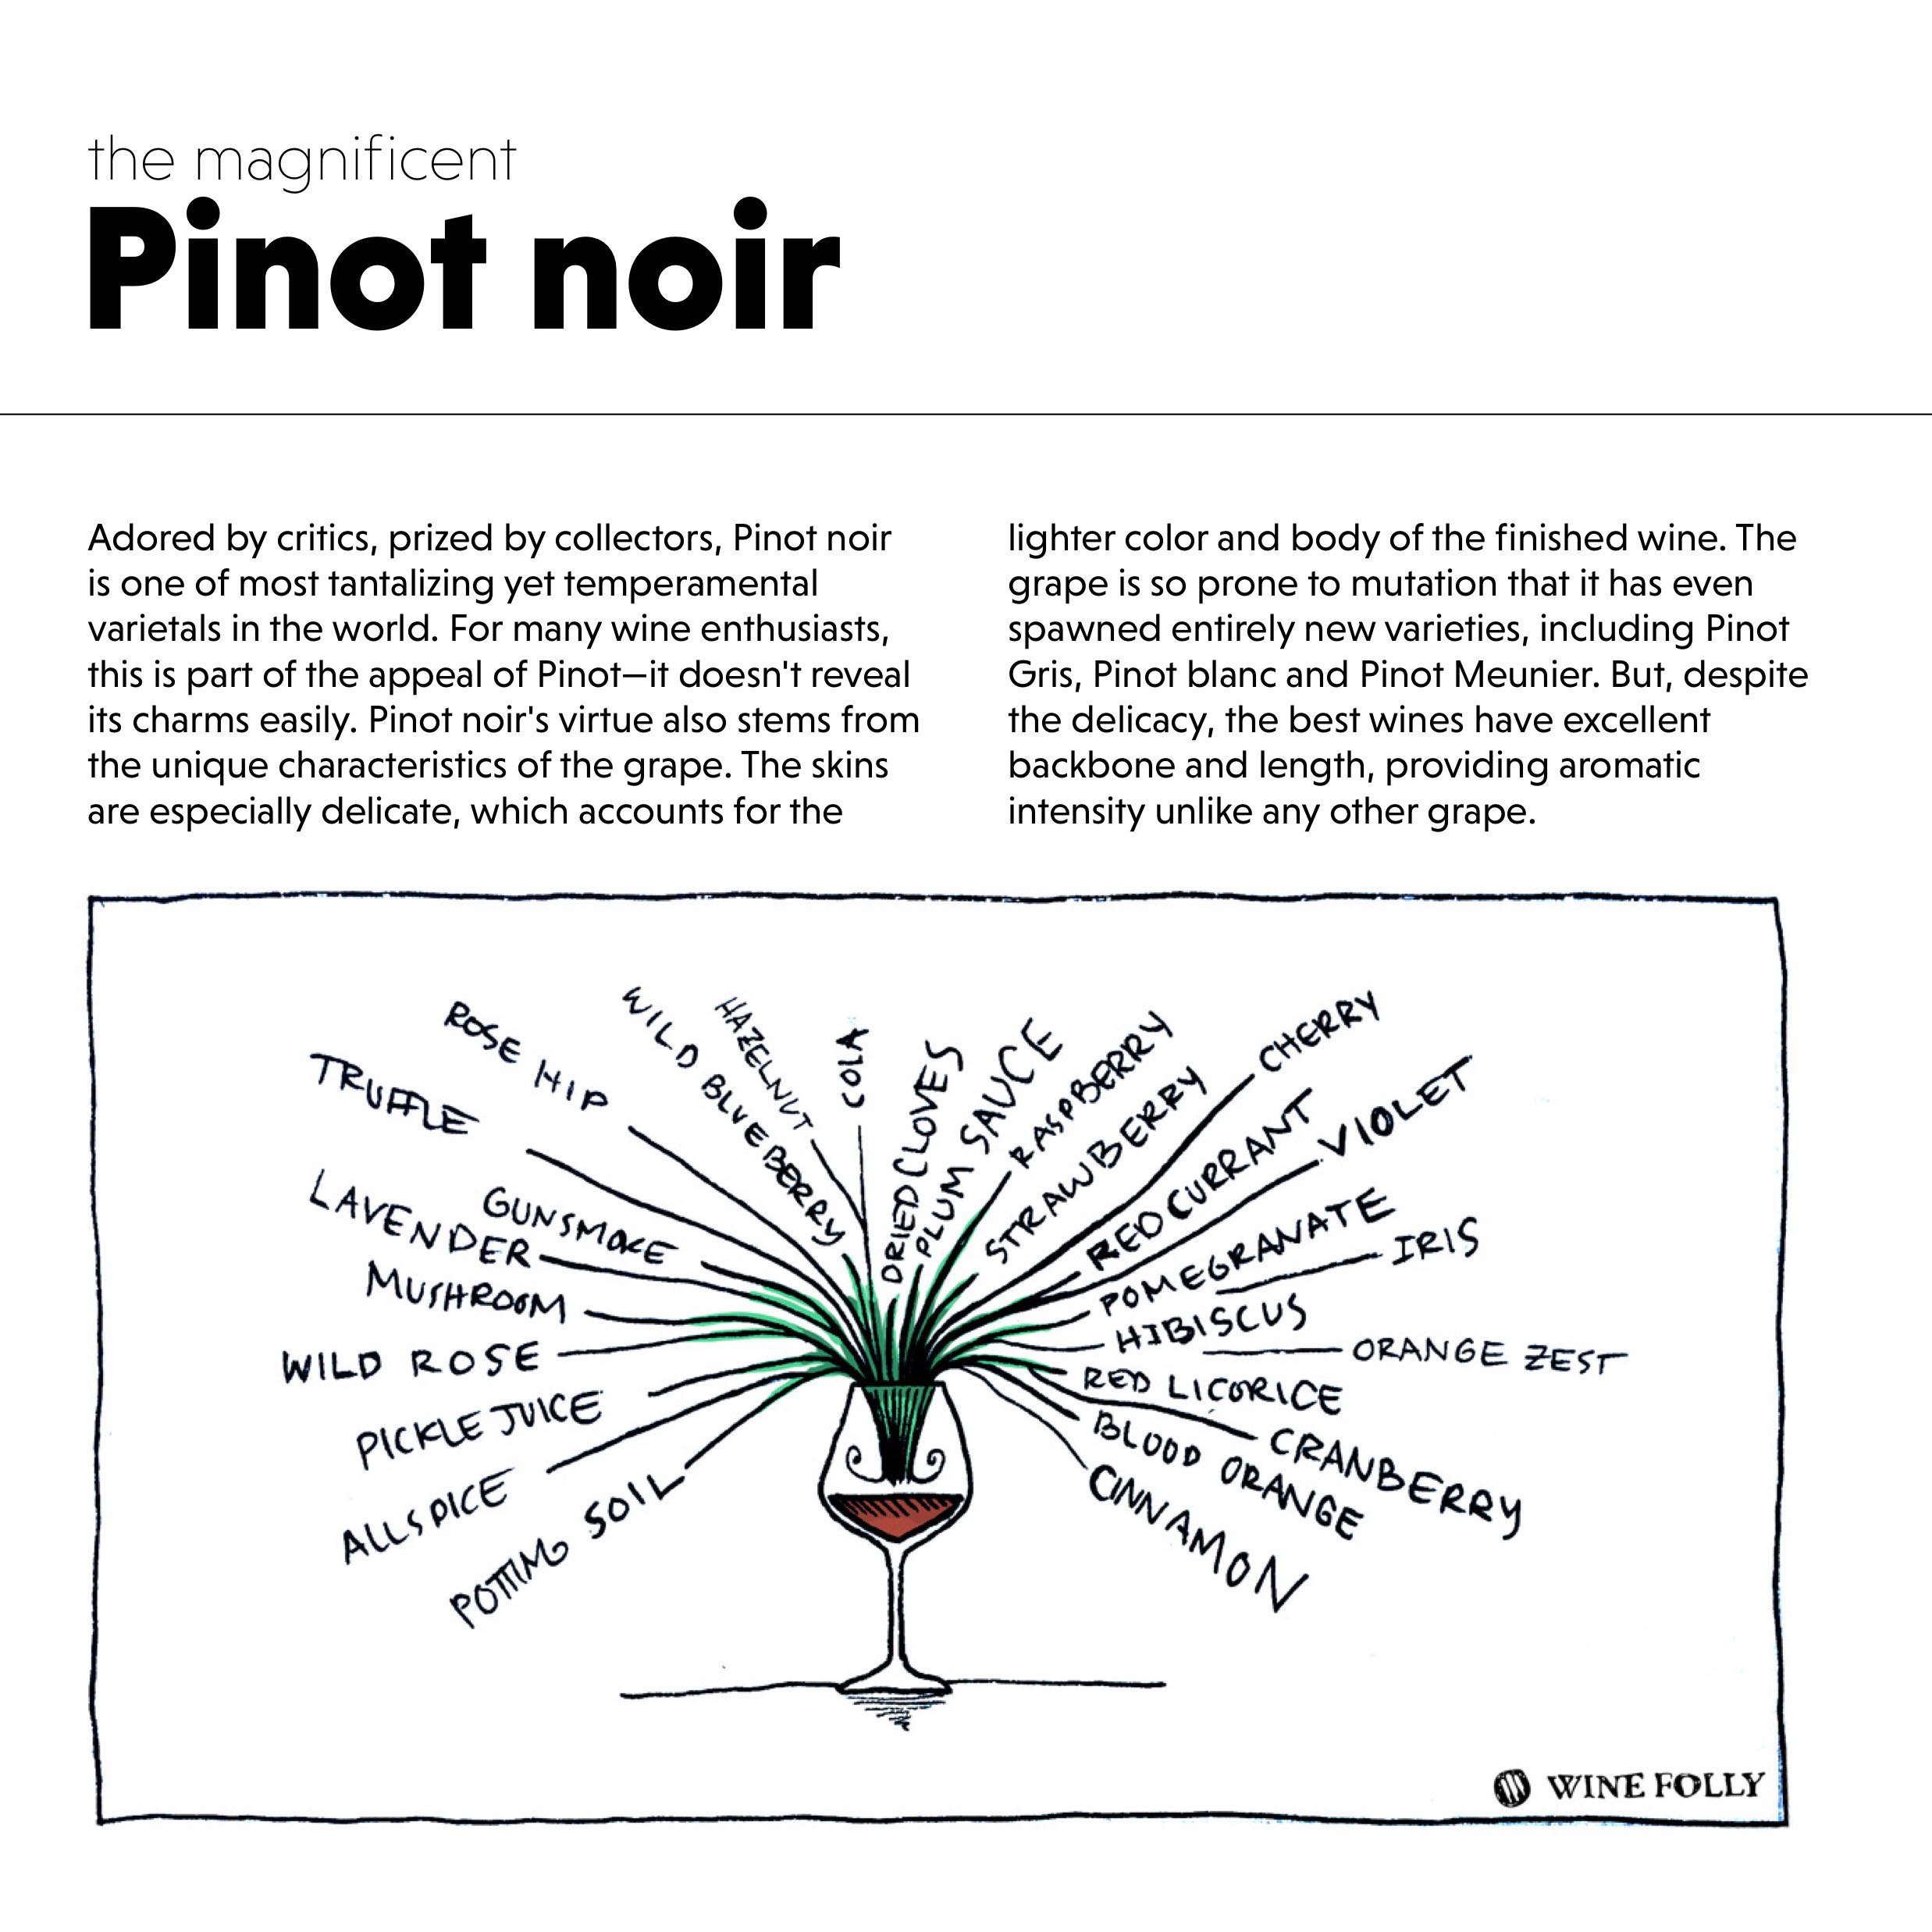 the magnificent
Pinot noir
Adored by critics, prized by collectors, Pinot noir
is one of most tantalizing yet temperamental
varietals in the world. For many wine enthusiasts,
this is part of the appeal of Pinot—it doesn't reveal
its charms easily. Pinot noir's virtue also stems from
the unique characteristics of the grape. The skins
are especially delicate, which accounts for the
lighter color and body of the finished wine. The
grape is so prone to mutation that it has even
spawned entirely new varieties, including Pinot
Gris, Pinot blanc and Pinot Meunier. But, despite
the delicacy, the best wines have excellent
backbone and length, providing aromatic
intensity unlike any other grape.
POTTING SOIL
ALLSPICE
PICKLE JUICE
WILD ROSE
MUSHROOM
LAVENDER
GUNSMOKE
TRUFFLE
ROSE HIP
WILD BLUEBERRY
HAZELNUT
COLA
DRIED CLOVES
PLUM SAUCE
RASPBERRY
STRAWBERRY
CHERRY
RED CURRANT
VIOLET
POMEGRANATE
IRIS
HIBISCUS
ORANGE ZEST
RED LICORICE
CRANBERRY
BLOOD ORANGE
CINNAMON
WINE FOLLY